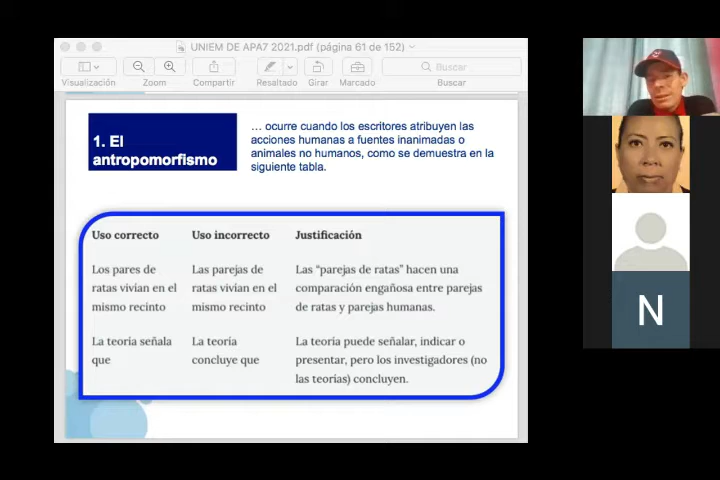 UNIEM DE APA7 2021.pdf (página 61 de 152)
Visualización Zoom Compartir Resaltado Girar Marcado Buscar
Buscar
1. El
antropomorfismo
… ocurre cuando los escritores atribuyen las
acciones humanas a fuentes inanimadas o
animales no humanos, como se demuestra en la
siguiente tabla.
Uso correcto Uso incorrecto Justificación
Los pares de Las parejas de Las “parejas de ratas” hacen una
ratas vivían en el ratas vivían en el comparación engañosa entre parejas
mismo recinto mismo recinto de ratas y parejas humanas.
La teoría señala La teoría La teoría puede señalar, indicar o
que concluye que presentar, pero los investigadores (no
las teorías) concluyen.
N